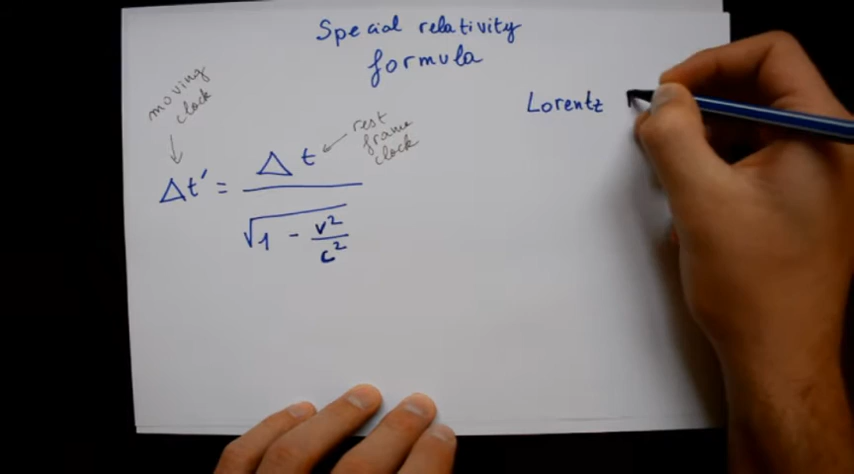 Special relativity
formula
moving
clock
Lorentz
rest
frame
clock
Δt' = Δt / √1 - v²/c²